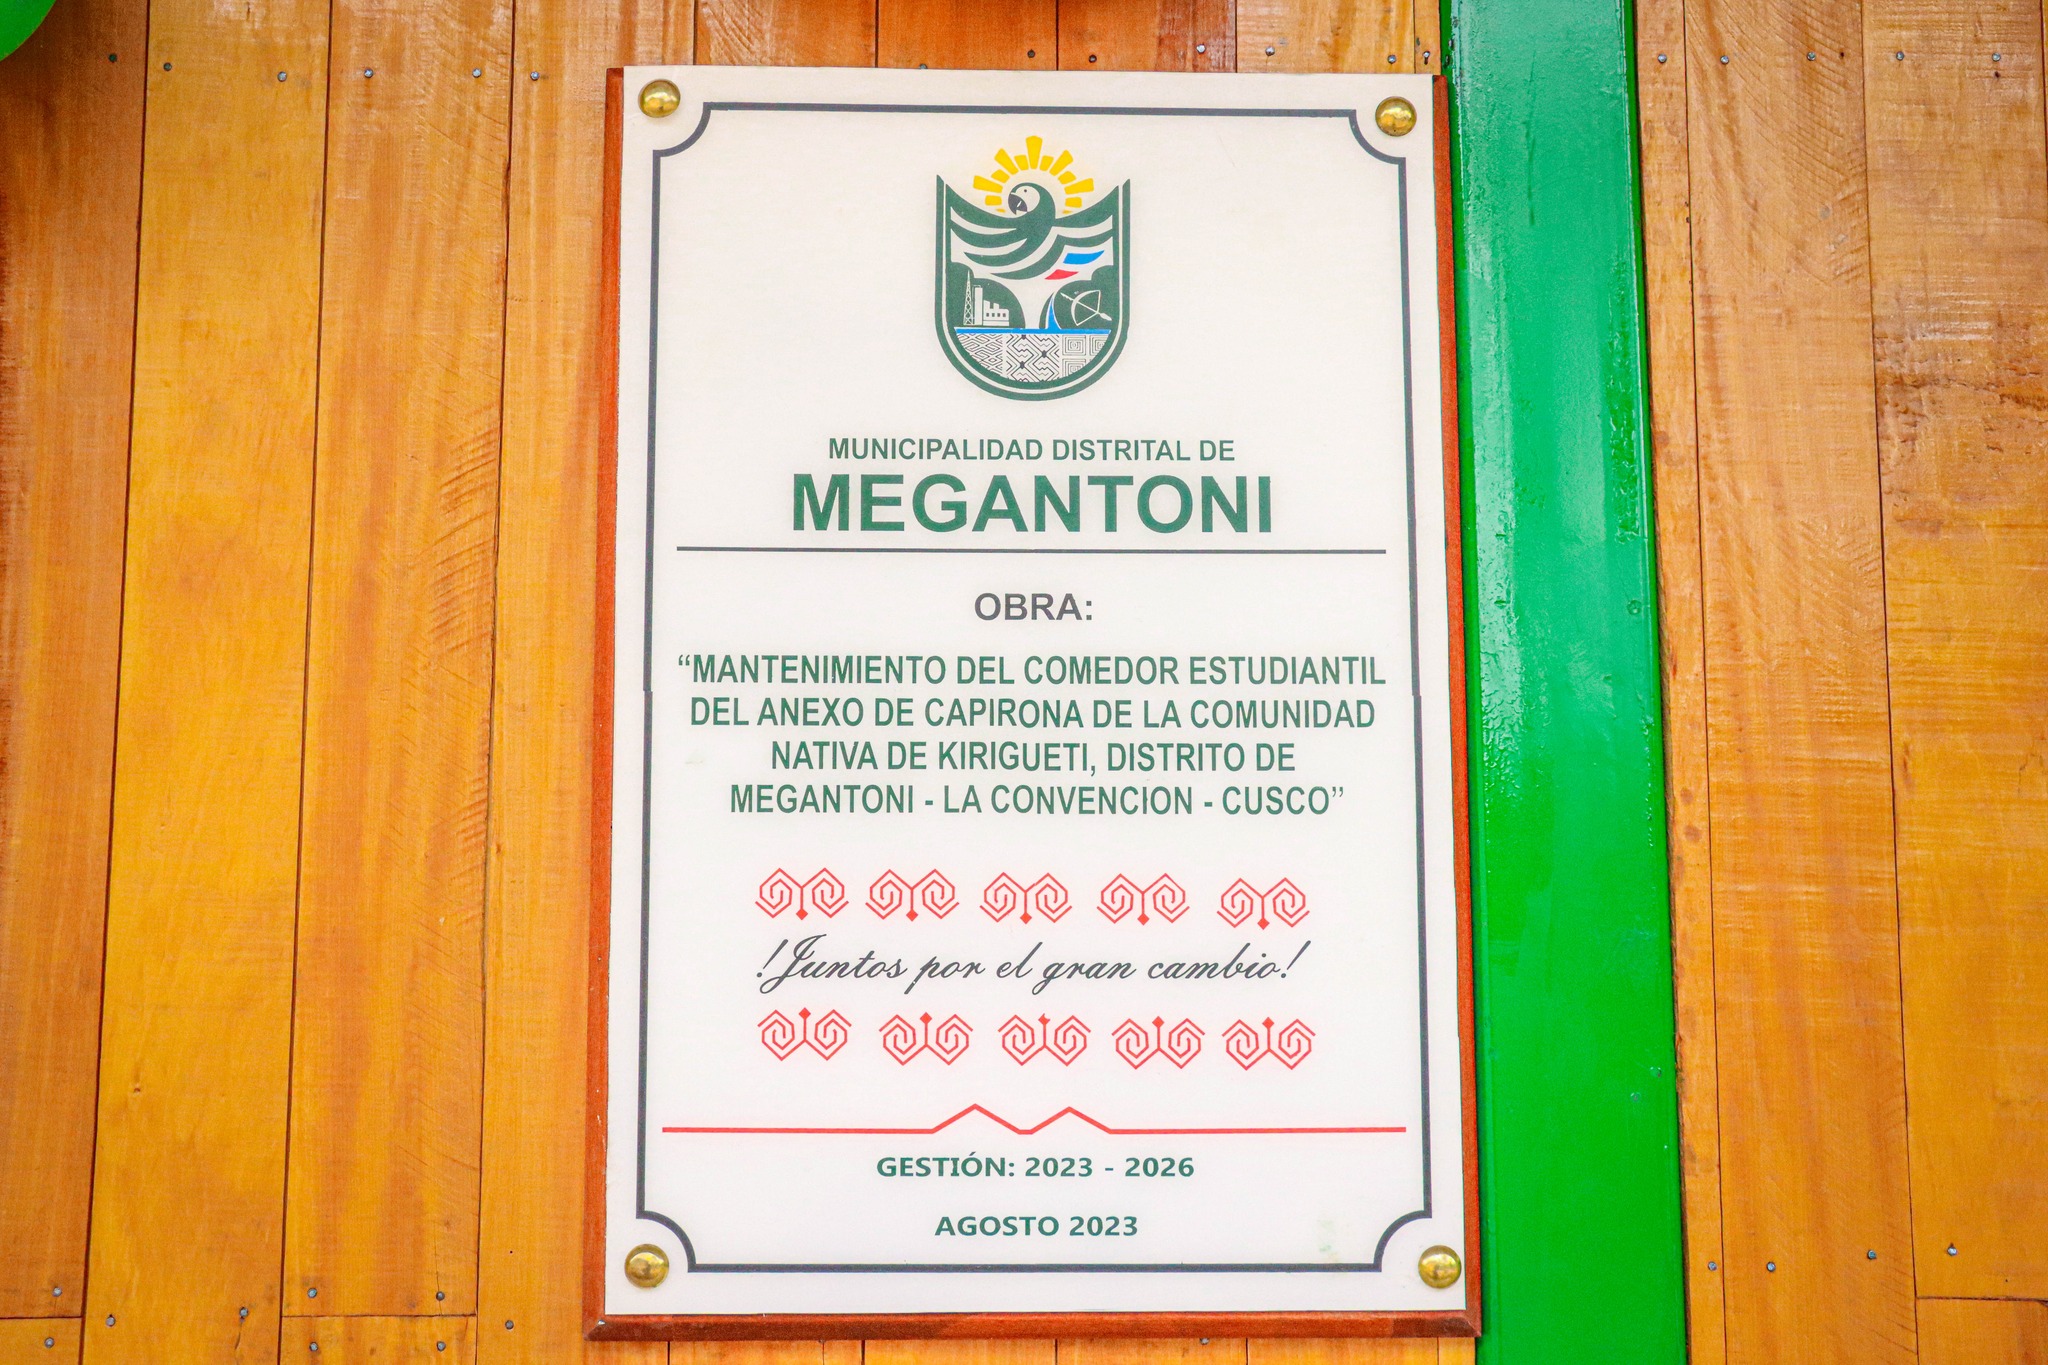 MUNICIPALIDAD DISTRITAL DE
MEGANTONI
OBRA:
“MANTENIMIENTO DEL COMEDOR ESTUDIANTIL
DEL ANEXO DE CAPIRONA DE LA COMUNIDAD
NATIVA DE KIRIGUETI, DISTRITO DE
MEGANTONI - LA CONVENCION - CUSCO”
!Juntos por el gran cambio!
GESTIÓN: 2023 - 2026
AGOSTO 2023